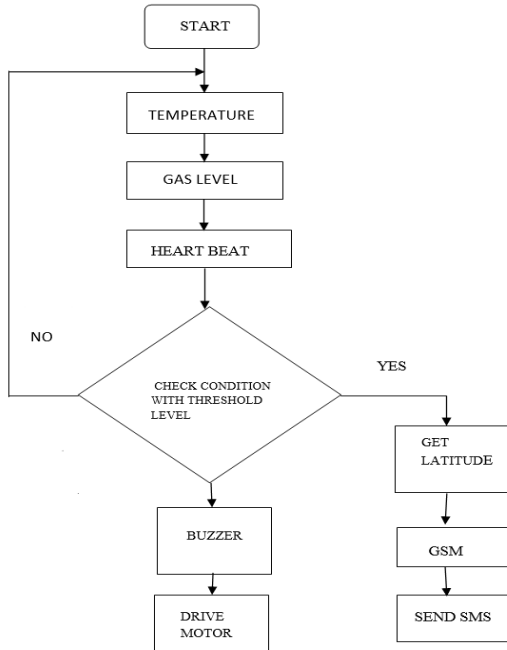 START
TEMPERATURE
GAS LEVEL
HEART BEAT
NO
CHECK CONDITION
WITH THRESHOLD
LEVEL
YES
GET
LATITUDE
BUZZER
GSM
DRIVE
MOTOR
SEND SMS